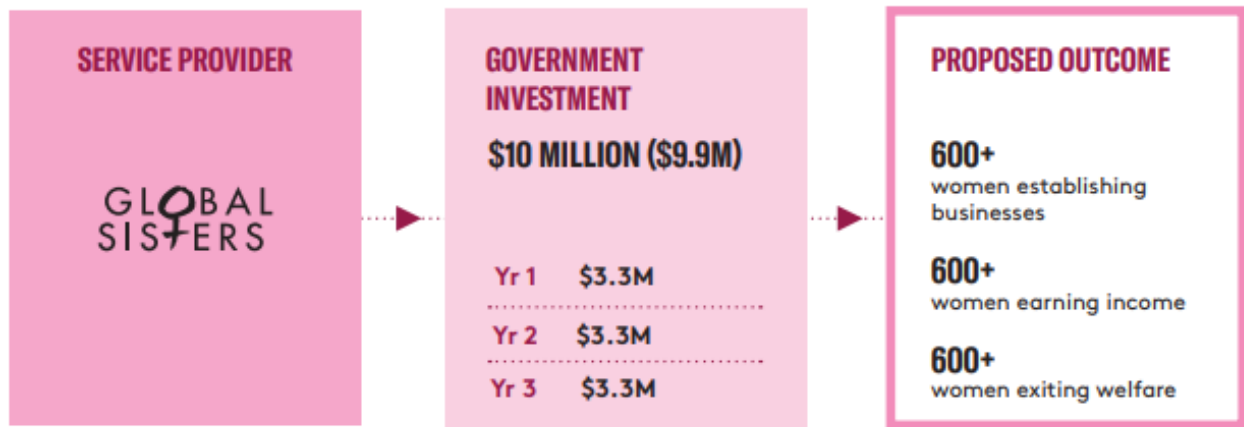 SERVICE PROVIDER
GLOBAL
SISTERS
GOVERNMENT
INVESTMENT
$10 MILLION ($9.9M)
Yr 1 $3.3M
Yr 2 $3.3M
Yr 3 $3.3M
PROPOSED OUTCOME
600+
women establishing
businesses
600+
women earning income
600+
women exiting welfare